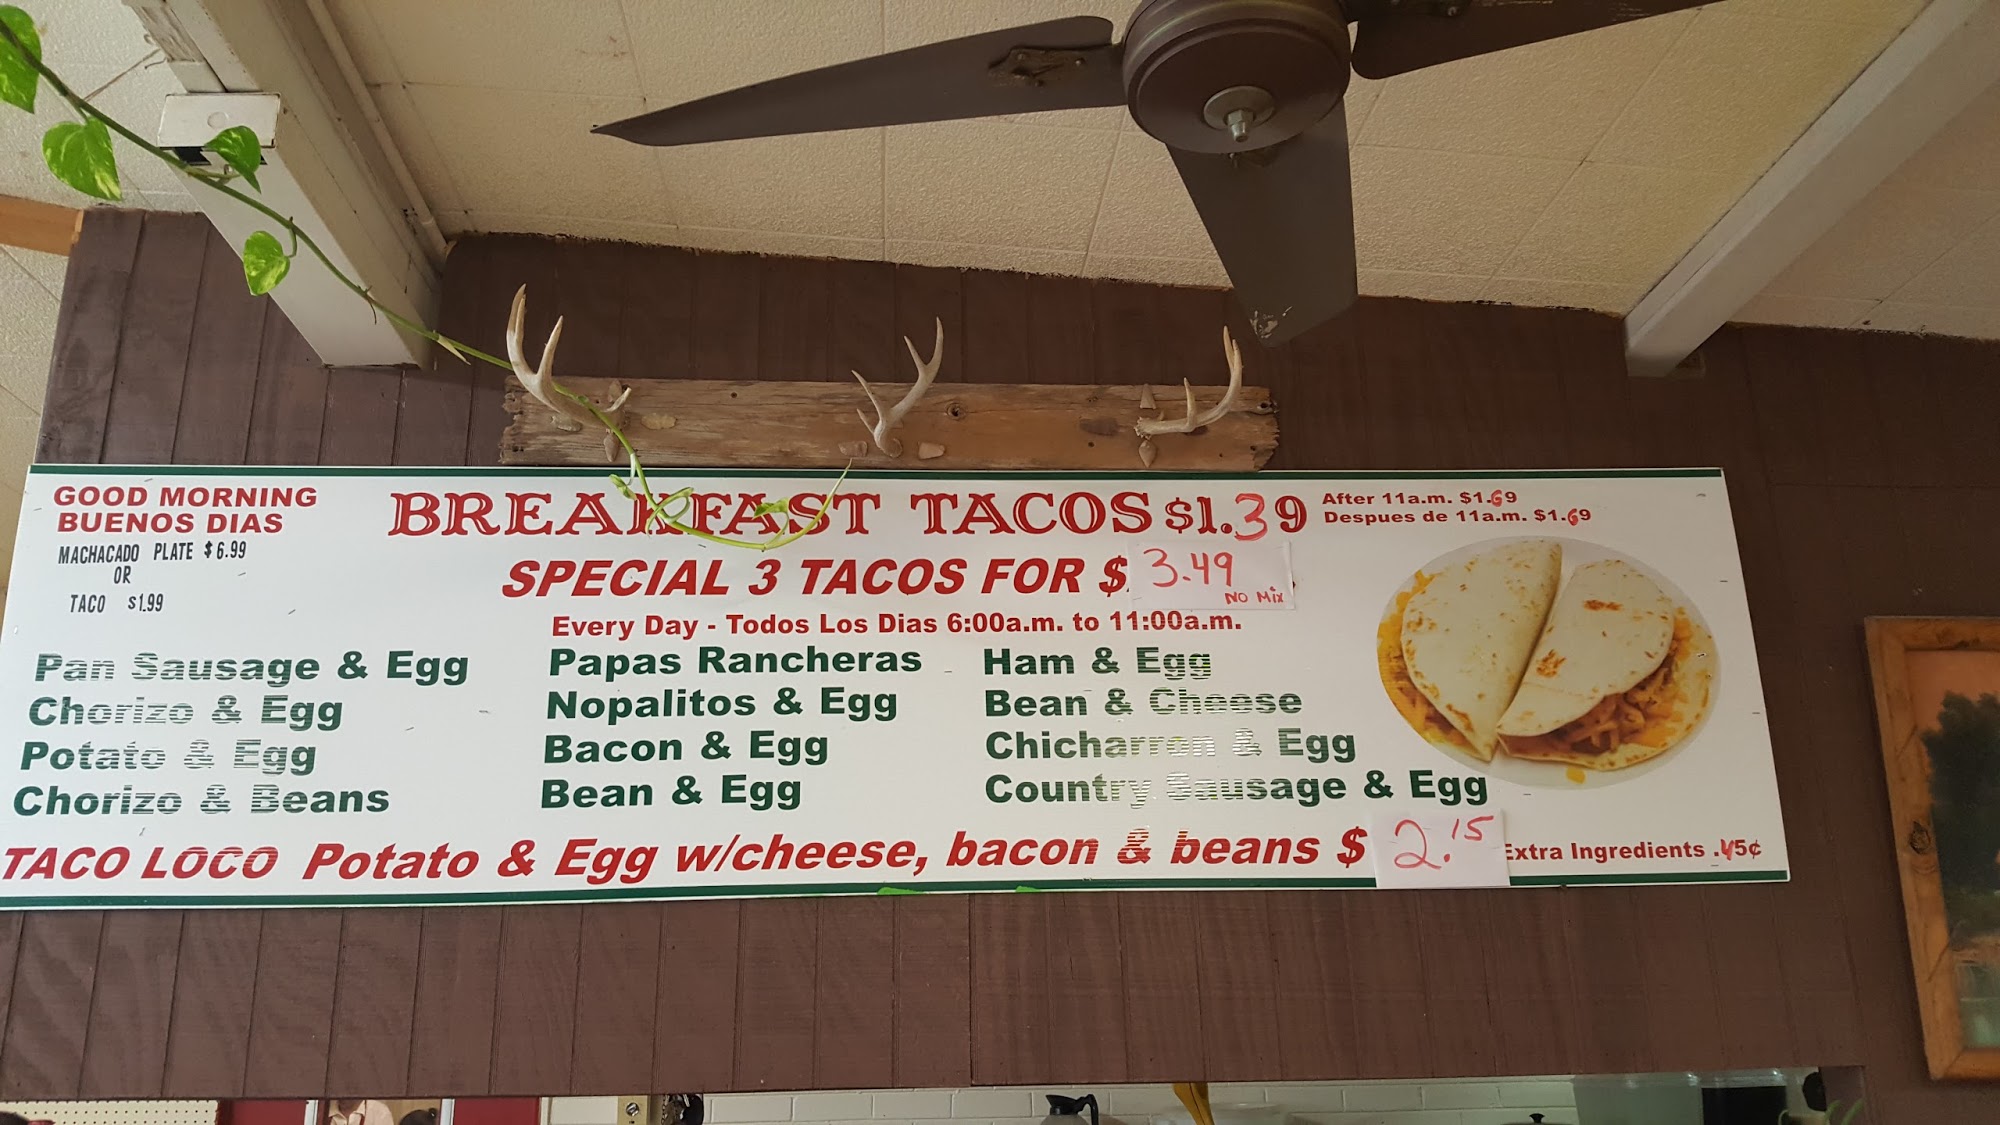 GOOD MORNING
BUENOS DIAS
MACHACADO PLATE $6.99
OR
TACO $1.99
BREAKFAST TACOS $1.39
After 11a.m. $1.69
Despues de 11a.m. $1.69
SPECIAL 3 TACOS FOR $ 3.49
NO MIX
Every Day - Todos Los Dias 6:00a.m. to 11:00a.m.
Pan Sausage & Egg
Chorizo & Egg
Potato & Egg
Chorizo & Beans
Papas Rancheras
Nopalitos & Egg
Bacon & Egg
Bean & Egg
Ham & Egg
Bean & Cheese
Chicharron & Egg
Country Sausage & Egg
TACO LOCO Potato & Egg w/cheese, bacon & beans $ 2.15
Extra Ingredients .45¢